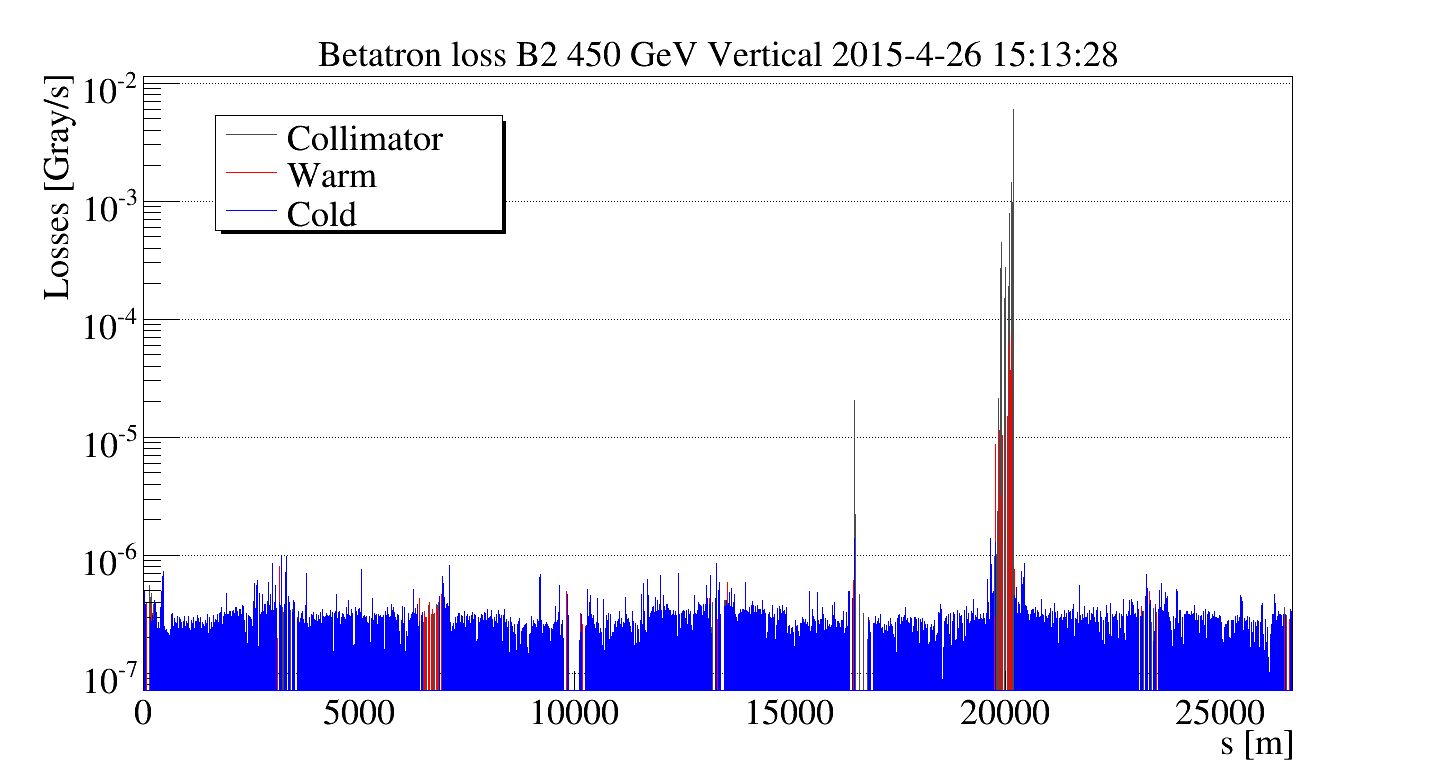 Betatron loss B2 450 GeV Vertical 2015-4-26 15:13:28
Losses [Gray/s]
10^-2
10^-3
10^-4
10^-5
10^-6
10^-7
Collimator
Warm
Cold
0 5000 10000 15000 20000 25000
s [m]